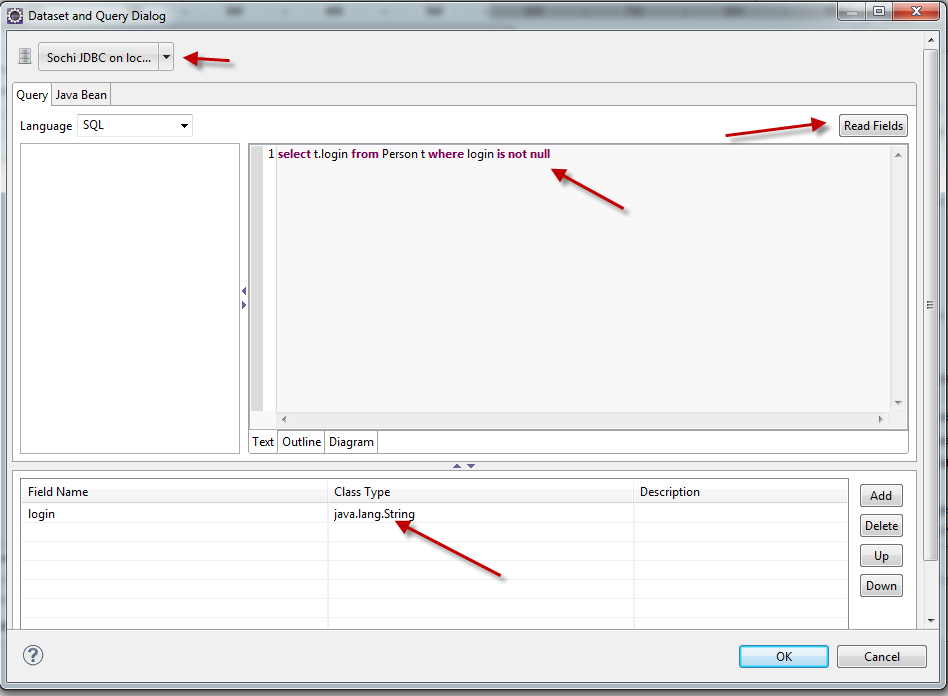 Dataset and Query Dialog
Sochi JDBC on loc...
Query Java Bean
Language SQL Read Fields
1 select t.login from Person t where login is not null
Text Outline Diagram
Field Name Class Type Description
login java.lang.String
Add
Delete
Up
Down
? OK Cancel